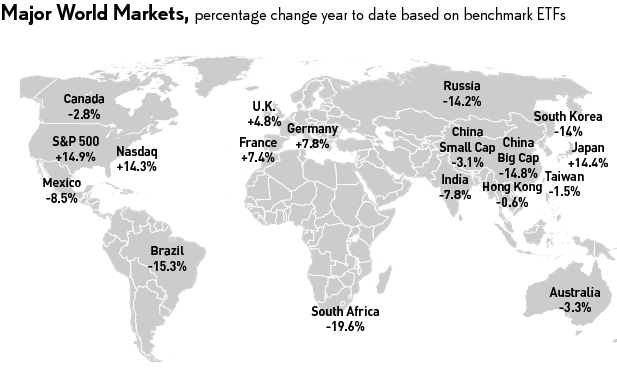 Major World Markets, percentage change year to date based on benchmark ETFs
Canada
-2.8%
S&P 500
+14.9%
Nasdaq
+14.3%
Mexico
-8.5%
Brazil
-15.3%
U.K.
+4.8%
France
+7.4%
Germany
+7.8%
South Africa
-19.6%
Russia
-14.2%
China
Small Cap
-3.1%
India
-7.8%
China
Big Cap
-14.8%
Hong Kong
-0.6%
South Korea
-14%
Japan
+14.4%
Taiwan
-1.5%
Australia
-3.3%